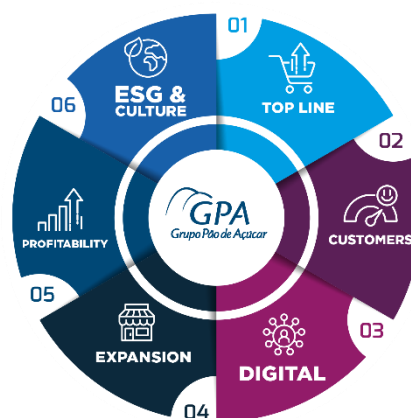 01
TOP LINE
02
CUSTOMERS
03
DIGITAL
04
EXPANSION
05
PROFITABILITY
06
ESG &
CULTURE
GPA
Grupo Pão de Açúcar